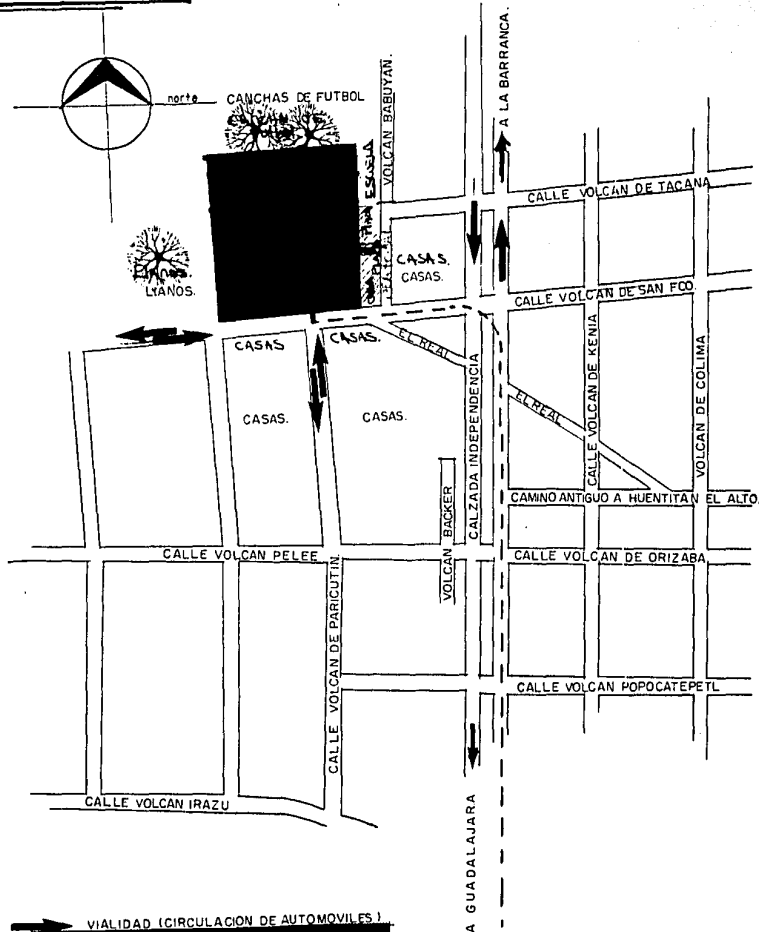 norte
CANCHAS DE FUTBOL
VOLCAN BABUYAN.
A LA BARRANCA.
ESCUELA
CALLE VOLCAN DE TACANA
CASAS.
CASAS.
LLANOS.
CALLE VOLCAN DE SAN FCO.
CASAS
CASAS.
EL REAL
EL REAL
CASAS.
CASAS.
CALZADA INDEPENDENCIA
CALLE VOLCAN DE KENIA
VOLCAN DE COLIMA
CAMINO ANTIGUO A HUENTITAN EL ALTO.
VOLCAN BACKER
CALLE VOLCAN PELEE
CALLE VOLCAN DE ORIZABA
CALLE VOLCAN DE PARICUTIN.
CALLE VOLCAN POPOCATEPETL
CALLE VOLCAN IRAZU
A GUADALAJARA
VIALIDAD (CIRCULACION DE AUTOMOVILES)